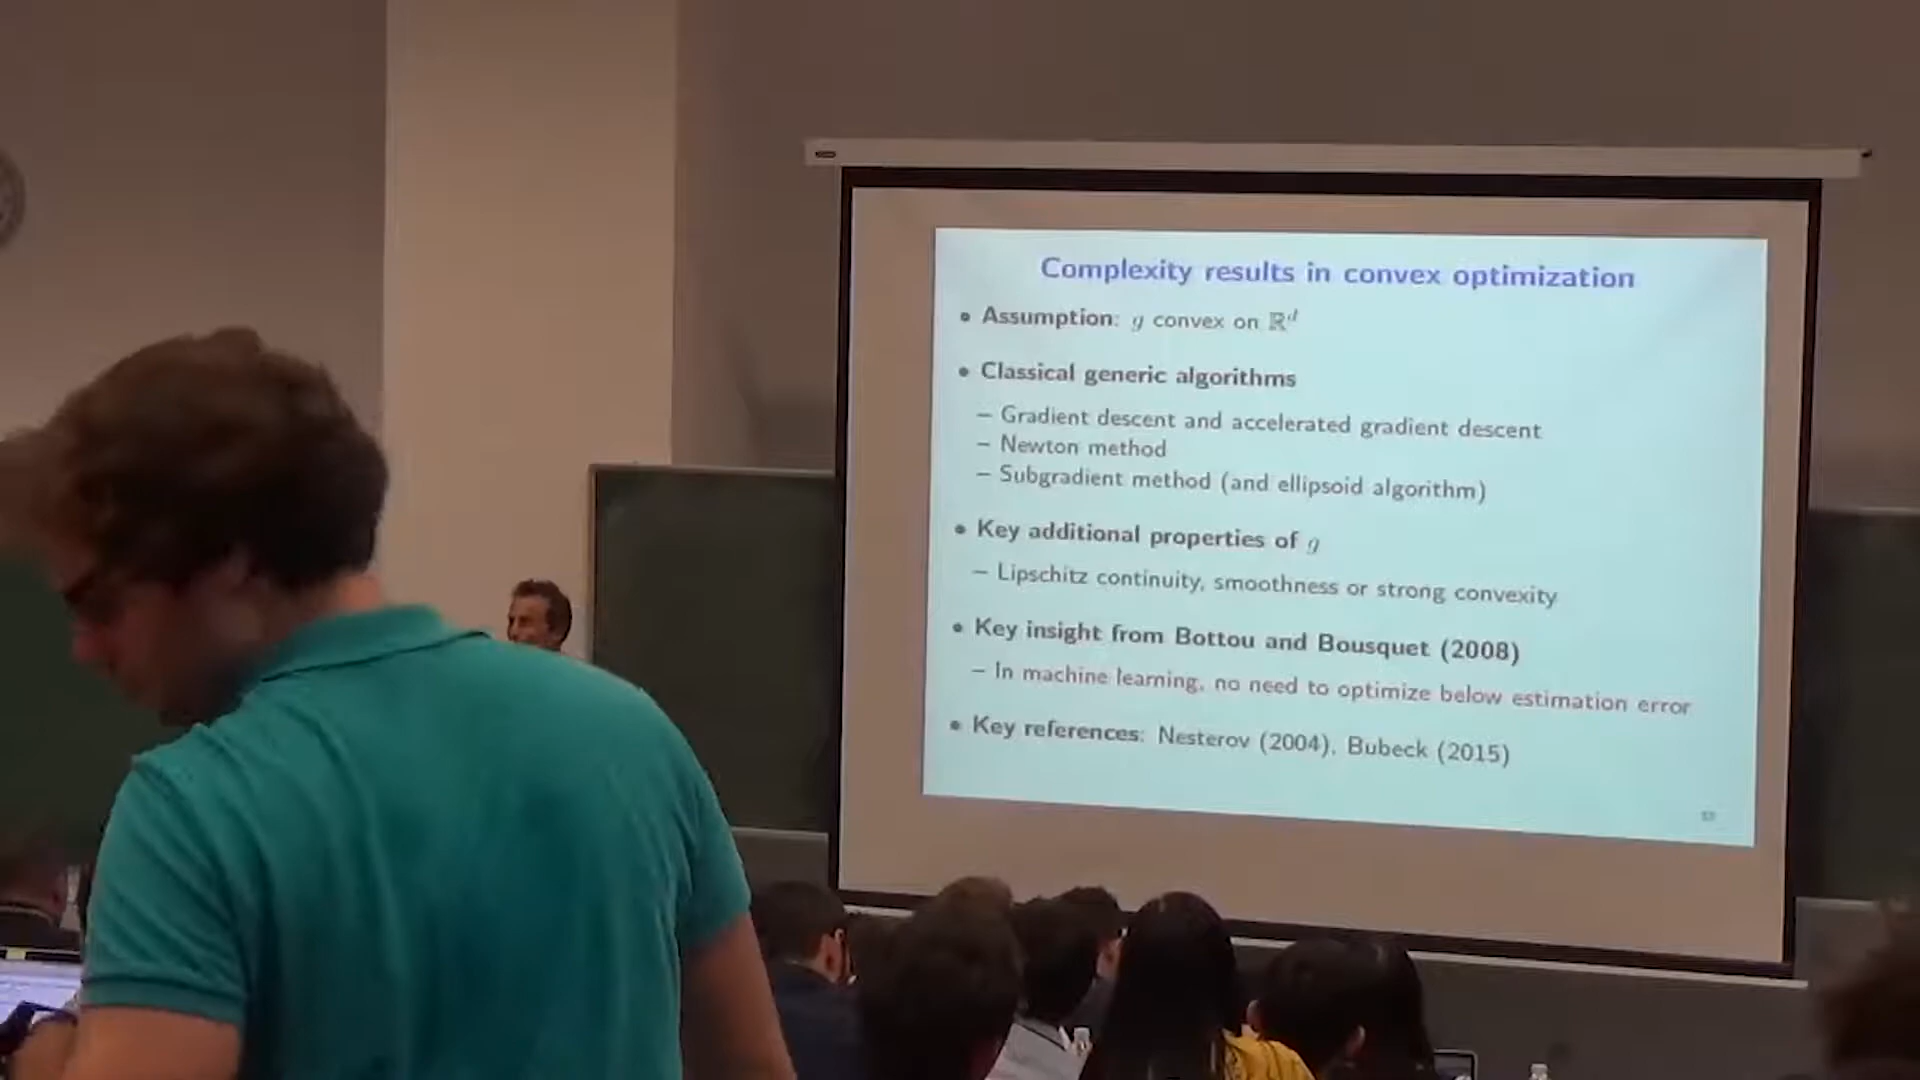 Complexity results in convex optimization
• Assumption: g convex on ℝᵈ
• Classical generic algorithms
– Gradient descent and accelerated gradient descent
– Newton method
– Subgradient method (and ellipsoid algorithm)
• Key additional properties of g
– Lipschitz continuity, smoothness or strong convexity
• Key insight from Bottou and Bousquet (2008)
– In machine learning, no need to optimize below estimation error
• Key references: Nesterov (2004), Bubeck (2015)